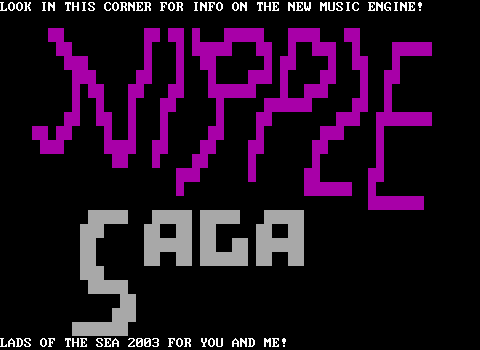 LOOK IN THIS CORNER FOR INFO ON THE NEW MUSIC ENGINE!
NIPPLE
SAGA
LADS OF THE SEA 2003 FOR YOU AND ME!